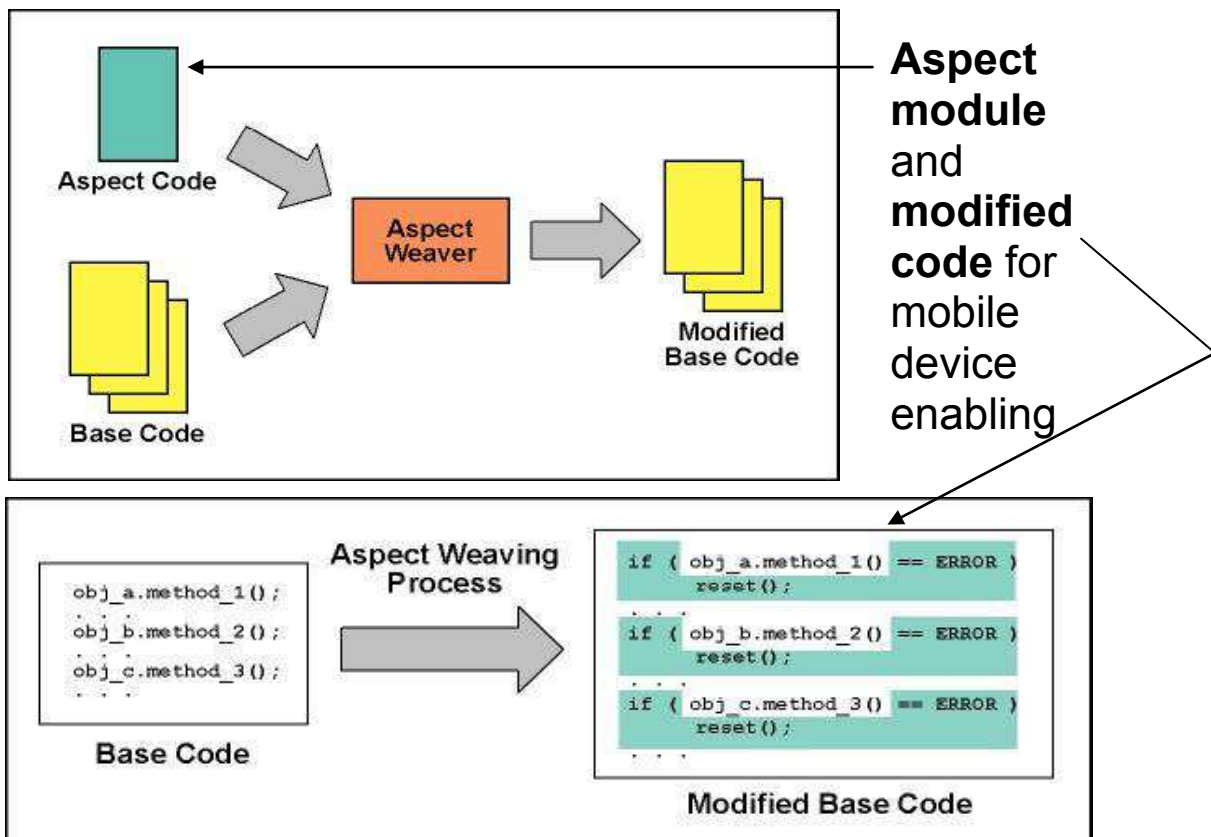 Aspect Code
Base Code
Aspect
Weaver
Modified
Base Code
Aspect
module
and
modified
code for
mobile
device
enabling
obj_a.method_1();
. . .
obj_b.method_2();
. . .
obj_c.method_3();
. . .
Base Code
Aspect Weaving
Process
if ( obj_a.method_1() == ERROR )
reset();
. . .
if ( obj_b.method_2() == ERROR )
reset();
. . .
if ( obj_c.method_3() == ERROR )
reset();
. . .
Modified Base Code